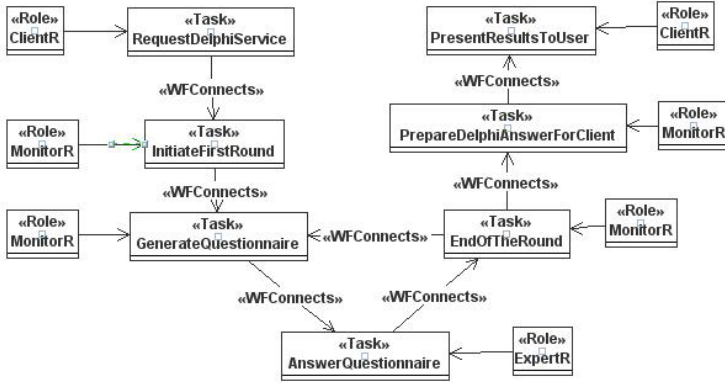 «Role»
ClientR
«Task»
RequestDelphiService
«Task»
PresentResultsToUser
«Role»
ClientR
«WFConnects»
«WFConnects»
«Role»
MonitorR
«Task»
InitiateFirstRound
«Task»
PrepareDelphiAnswerForClient
«Role»
MonitorR
«WFConnects»
«WFConnects»
«Role»
MonitorR
«Task»
GenerateQuestionnaire
«WFConnects»
«Task»
EndOfTheRound
«Role»
MonitorR
«WFConnects»
«WFConnects»
«Task»
AnswerQuestionnaire
«Role»
ExpertR